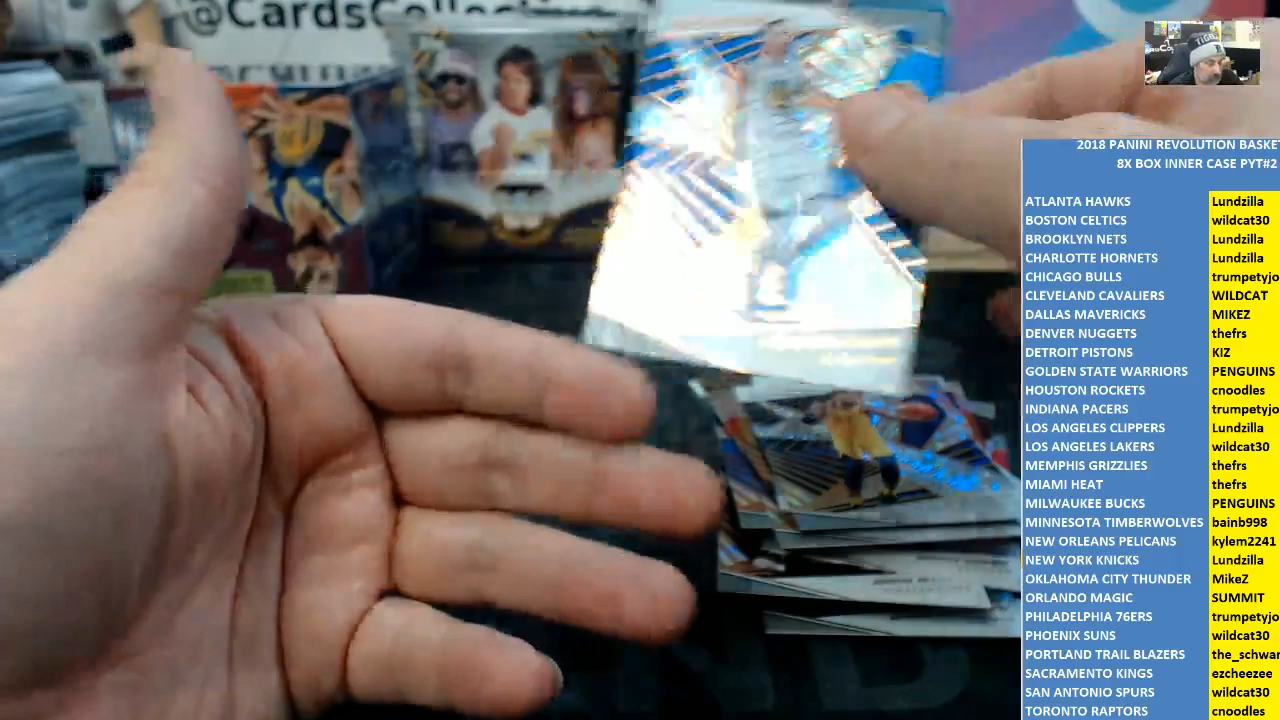 @CardsCollecti
2018 PANINI REVOLUTION BASKE
8X BOX INNER CASE PYT#2
ATLANTA HAWKS Lundzilla
BOSTON CELTICS wildcat30
BROOKLYN NETS Lundzilla
CHARLOTTE HORNETS Lundzilla
CHICAGO BULLS trumpetyjo
CLEVELAND CAVALIERS WILDCAT
DALLAS MAVERICKS MIKEZ
DENVER NUGGETS thefrs
DETROIT PISTONS KIZ
GOLDEN STATE WARRIORS PENGUINS
HOUSTON ROCKETS cnoodles
INDIANA PACERS trumpetyjo
LOS ANGELES CLIPPERS Lundzilla
LOS ANGELES LAKERS wildcat30
MEMPHIS GRIZZLIES thefrs
MIAMI HEAT thefrs
MILWAUKEE BUCKS PENGUINS
MINNESOTA TIMBERWOLVES bainb998
NEW ORLEANS PELICANS kylem2241
NEW YORK KNICKS Lundzilla
OKLAHOMA CITY THUNDER MikeZ
ORLANDO MAGIC SUMMIT
PHILADELPHIA 76ERS trumpetyjo
PHOENIX SUNS wildcat30
PORTLAND TRAIL BLAZERS the_schwar
SACRAMENTO KINGS ezcheezee
SAN ANTONIO SPURS wildcat30
TORONTO RAPTORS cnoodles